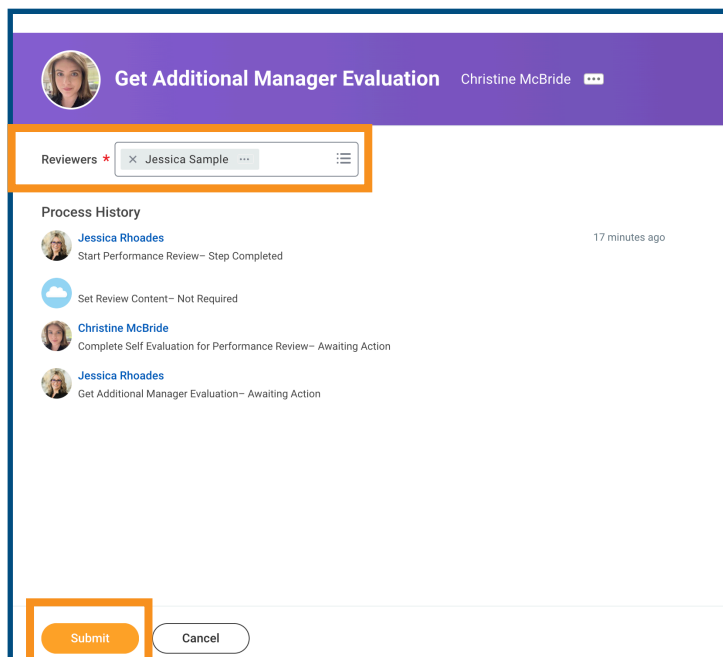 Get Additional Manager Evaluation Christine McBride
Reviewers * × Jessica Sample
Process History
Jessica Rhoades 17 minutes ago
Start Performance Review– Step Completed
Set Review Content– Not Required
Christine McBride
Complete Self Evaluation for Performance Review– Awaiting Action
Jessica Rhoades
Get Additional Manager Evaluation– Awaiting Action
Submit Cancel